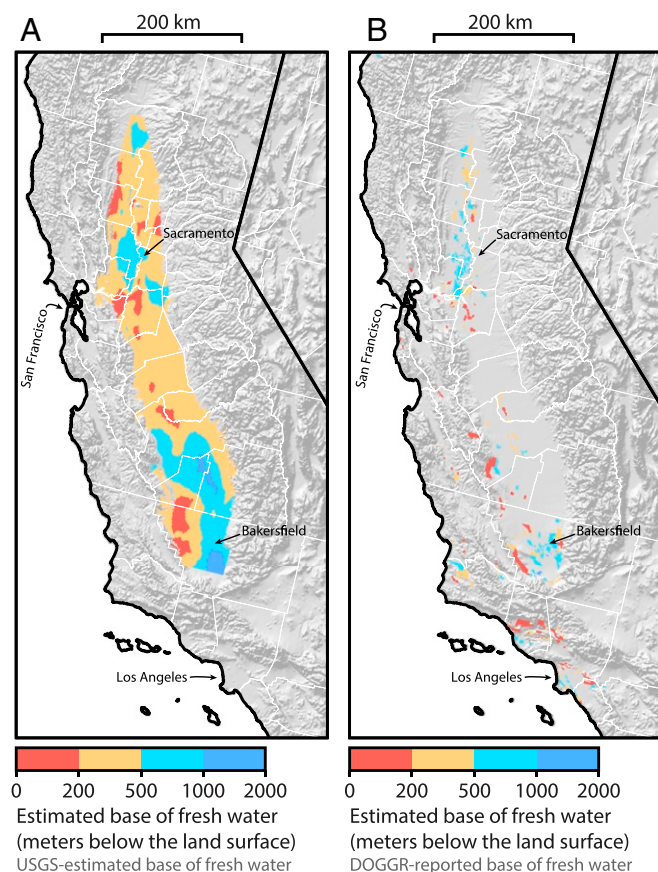 A
200 km
Sacramento
San Francisco
Bakersfield
Los Angeles
0 200 500 1000 2000
Estimated base of fresh water
(meters below the land surface)
USGS-estimated base of fresh water
B
200 km
Sacramento
San Francisco
Bakersfield
Los Angeles
0 200 500 1000 2000
Estimated base of fresh water
(meters below the land surface)
DOGGR-reported base of fresh water